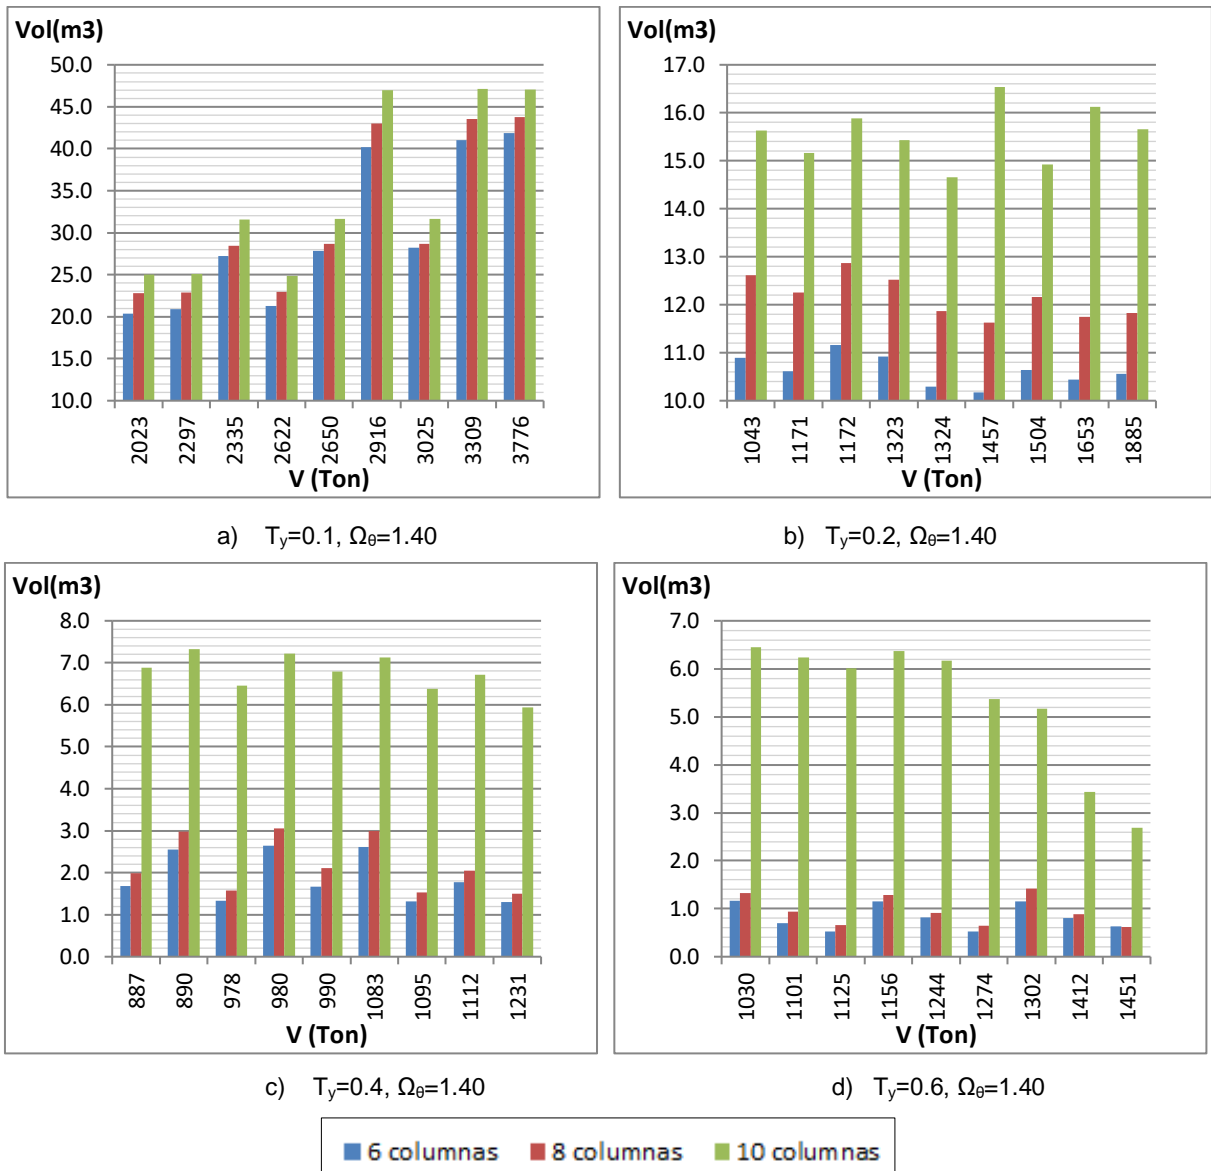 Vol(m3)
50.0
45.0
40.0
35.0
30.0
25.0
20.0
15.0
10.0
2023 2297 2335 2622 2650 2916 3025 3309 3776
V (Ton)
a) Ty=0.1, Ωθ=1.40
Vol(m3)
17.0
16.0
15.0
14.0
13.0
12.0
11.0
10.0
1043 1171 1172 1323 1324 1457 1504 1653 1885
V (Ton)
b) Ty=0.2, Ωθ=1.40
Vol(m3)
8.0
7.0
6.0
5.0
4.0
3.0
2.0
1.0
0.0
887 890 978 980 990 1083 1095 1112 1231
V (Ton)
c) Ty=0.4, Ωθ=1.40
Vol(m3)
7.0
6.0
5.0
4.0
3.0
2.0
1.0
0.0
1030 1101 1125 1156 1244 1274 1302 1412 1451
V (Ton)
d) Ty=0.6, Ωθ=1.40
6 columnas 8 columnas 10 columnas